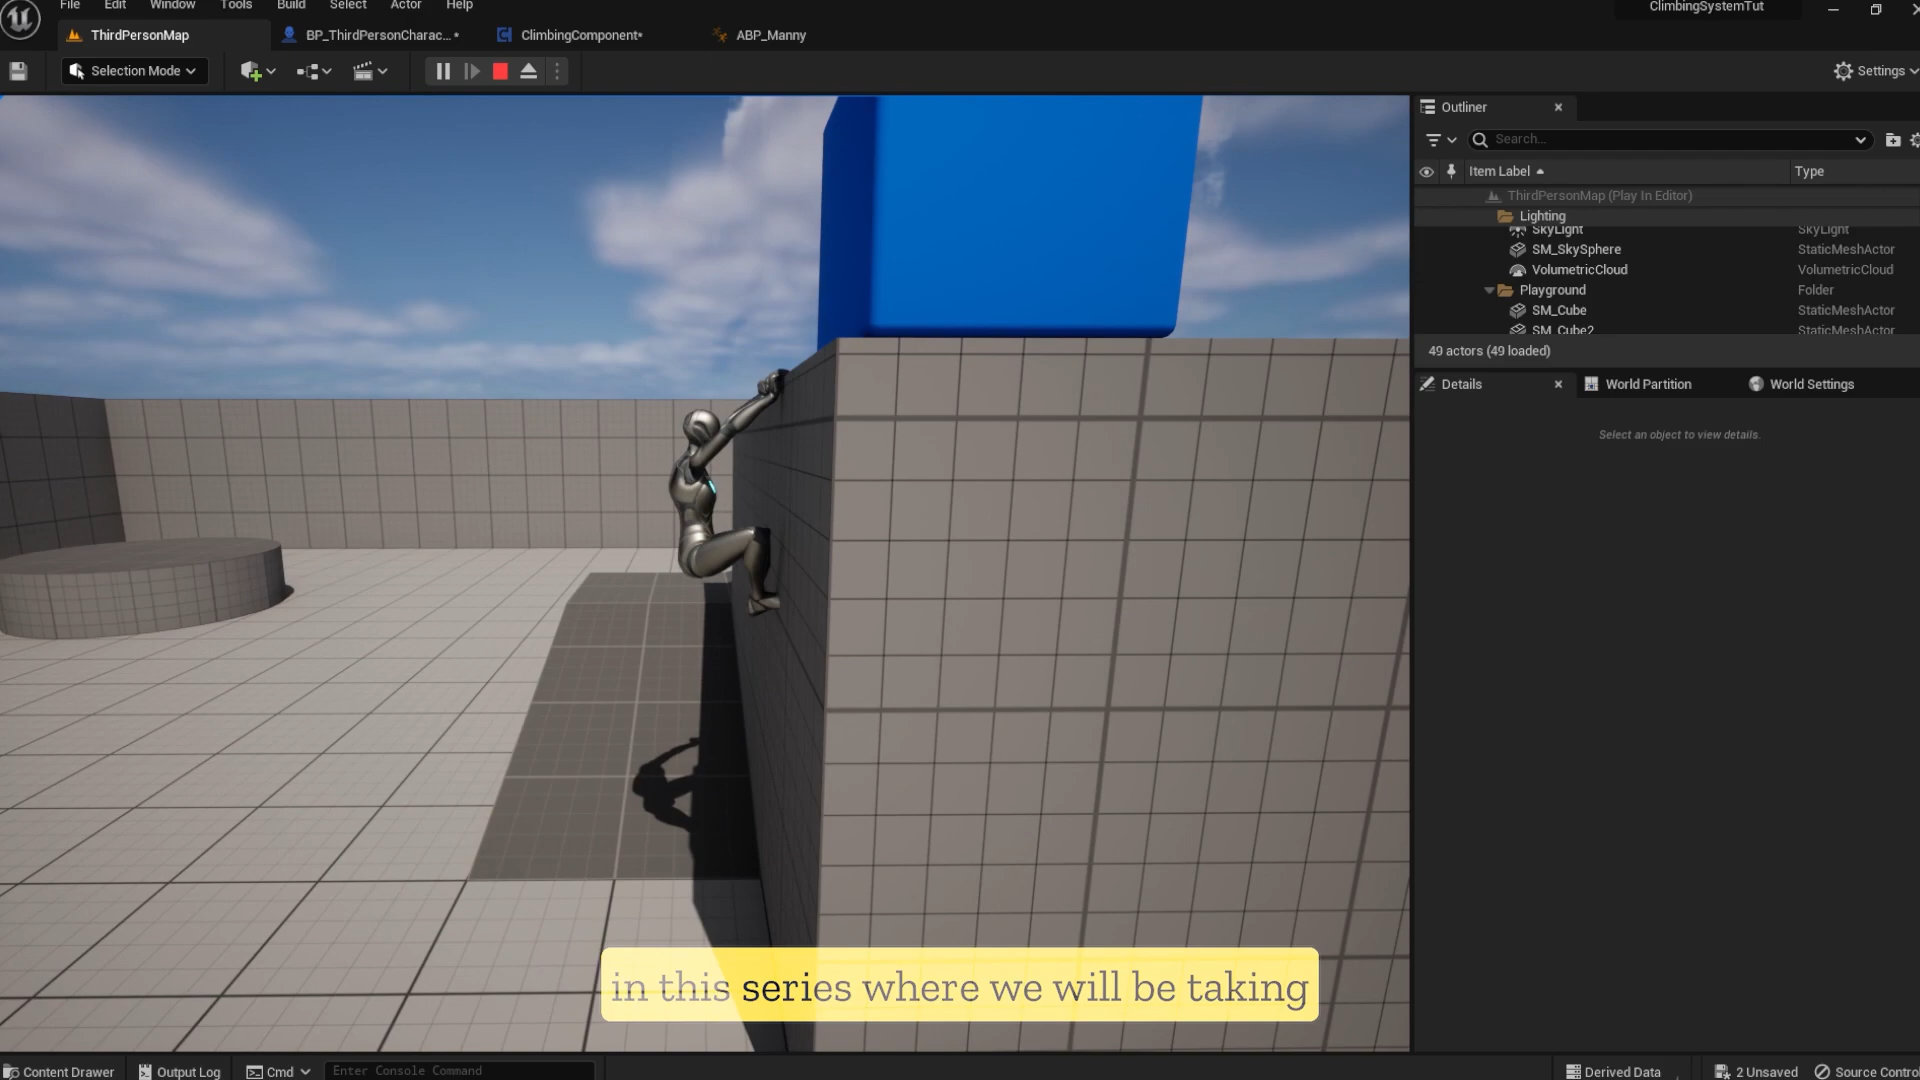 File Edit Window Tools Build Select Actor Help
ClimbingSystemTut
ThirdPersonMap
BP_ThirdPersonCharac...*
ClimbingComponent*
ABP_Manny
Selection Mode
Settings
Outliner
Search...
Item Label
Type
ThirdPersonMap (Play In Editor)
Lighting
SkyLight SkyLight
SM_SkySphere StaticMeshActor
VolumetricCloud VolumetricCloud
Playground Folder
SM_Cube StaticMeshActor
SM_Cube2 StaticMeshActor
49 actors (49 loaded)
Details
World Partition
World Settings
Select an object to view details.
in this series where we will be taking
Content Drawer
Output Log
Cmd
Enter Console Command
Derived Data
2 Unsaved
Source Control